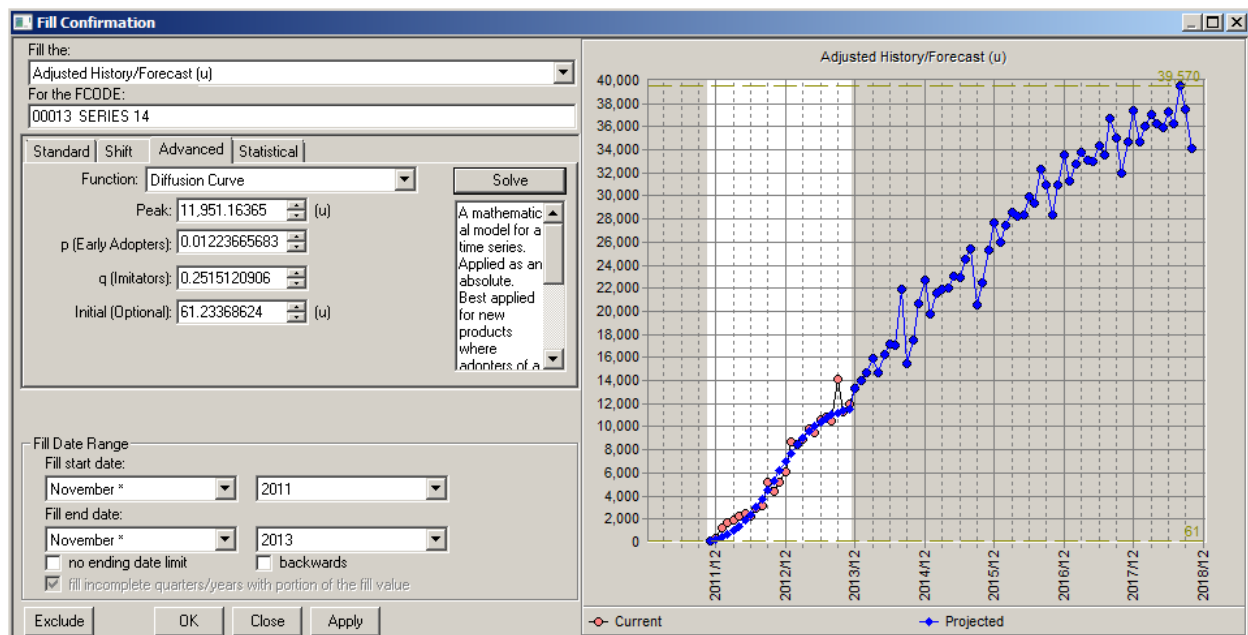 Fill Confirmation
Fill the:
Adjusted History/Forecast (u)
For the FCODE:
00013 SERIES 14
Standard
Shift
Advanced
Statistical
Function:
Diffusion Curve
Solve
Peak:
11,951.16365
(u)
p (Early Adopters):
0.01223665683
q (Imitators):
0.2515120906
Initial (Optional):
61.23368624
(u)
A mathematic
al model for a
time series.
Applied as an
absolute.
Best applied
for new
products
where
adopters of a
Fill Date Range
Fill start date:
November *
2011
Fill end date:
November *
2013
no ending date limit
backwards
fill incomplete quarters/years with portion of the fill value
Exclude
OK
Close
Apply
Adjusted History/Forecast (u)
39,570
40,000
38,000
36,000
34,000
32,000
30,000
28,000
26,000
24,000
22,000
20,000
18,000
16,000
14,000
12,000
10,000
8,000
6,000
4,000
2,000
0
61
2011/12
2012/12
2013/12
2014/12
2015/12
2016/12
2017/12
2018/12
Current
Projected